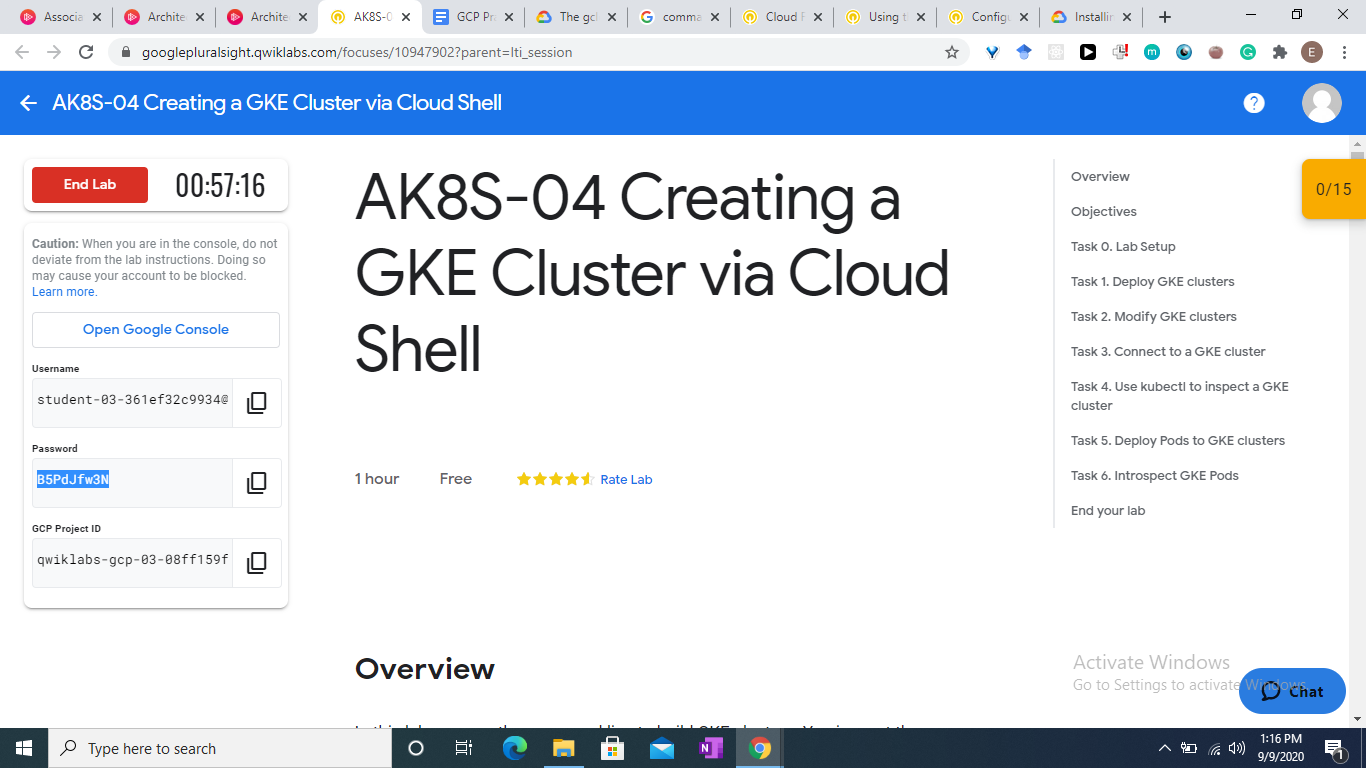 Associa
Archite
Archite
AK8S-0
GCP Pr
The gcl
comma
Cloud F
Using t
Configu
Installin
googlepluralsight.qwiklabs.com/focuses/10947902?parent=lti_session
E
AK8S-04 Creating a GKE Cluster via Cloud Shell
End Lab
00:57:16
Caution: When you are in the console, do not
deviate from the lab instructions. Doing so
may cause your account to be blocked.
Learn more.
Open Google Console
Username
student-03-361ef32c9934@
Password
B5PdJfw3N
GCP Project ID
qwiklabs-gcp-03-08ff159f
AK8S-04 Creating a
GKE Cluster via Cloud
Shell
1 hour
Free
Rate Lab
Overview
Overview
Objectives
Task 0. Lab Setup
Task 1. Deploy GKE clusters
Task 2. Modify GKE clusters
Task 3. Connect to a GKE cluster
Task 4. Use kubectl to inspect a GKE
cluster
Task 5. Deploy Pods to GKE clusters
Task 6. Introspect GKE Pods
End your lab
0/15
Activate Windows
Go to Settings to activate Windows.
Chat
Type here to search
1:16 PM
9/9/2020
1